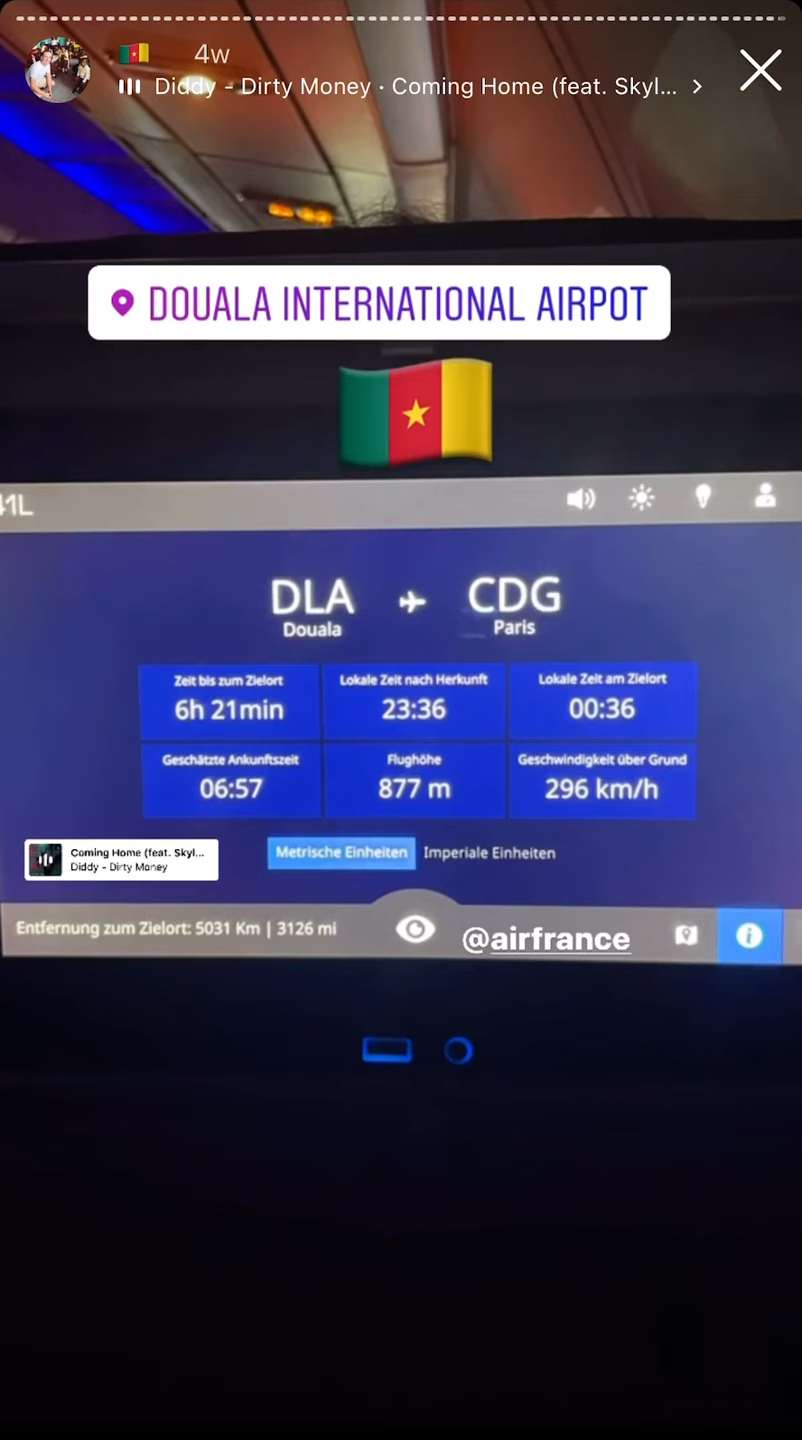 4w
Diddy - Dirty Money · Coming Home (feat. Skyl...
DOUALA INTERNATIONAL AIRPOT
41L
DLA CDG
Douala Paris
Zeit bis zum Zielort Lokale Zeit nach Herkunft Lokale Zeit am Zielort
6h 21min 23:36 00:36
Geschätzte Ankunftszeit Flughöhe Geschwindigkeit über Grund
06:57 877 m 296 km/h
Coming Home (feat. Skyl...
Diddy - Dirty Money
Metrische Einheiten Imperiale Einheiten
Entfernung zum Zielort: 5031 Km | 3126 mi
@airfrance